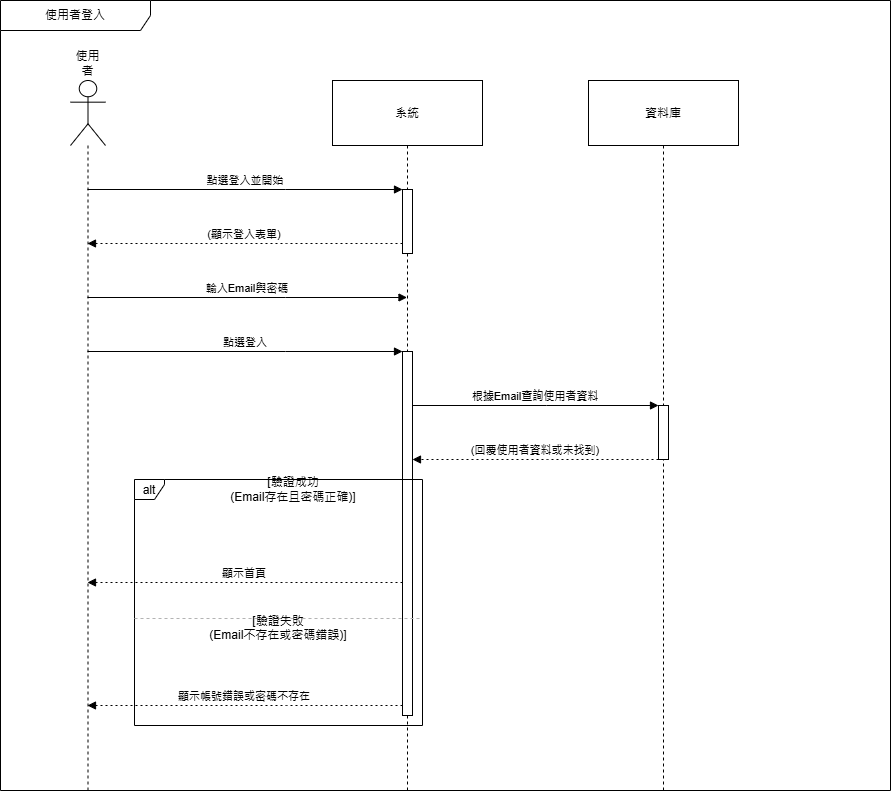 使用者登入
使用
者
系統
資料庫
點選登入並開始
(顯示登入表單)
輸入Email與密碼
點選登入
根據Email查詢使用者資料
(回覆使用者資料或未找到)
alt
[驗證成功
(Email存在且密碼正確)]
顯示首頁
[驗證失敗
(Email不存在或密碼錯誤)]
顯示帳號錯誤或密碼不存在